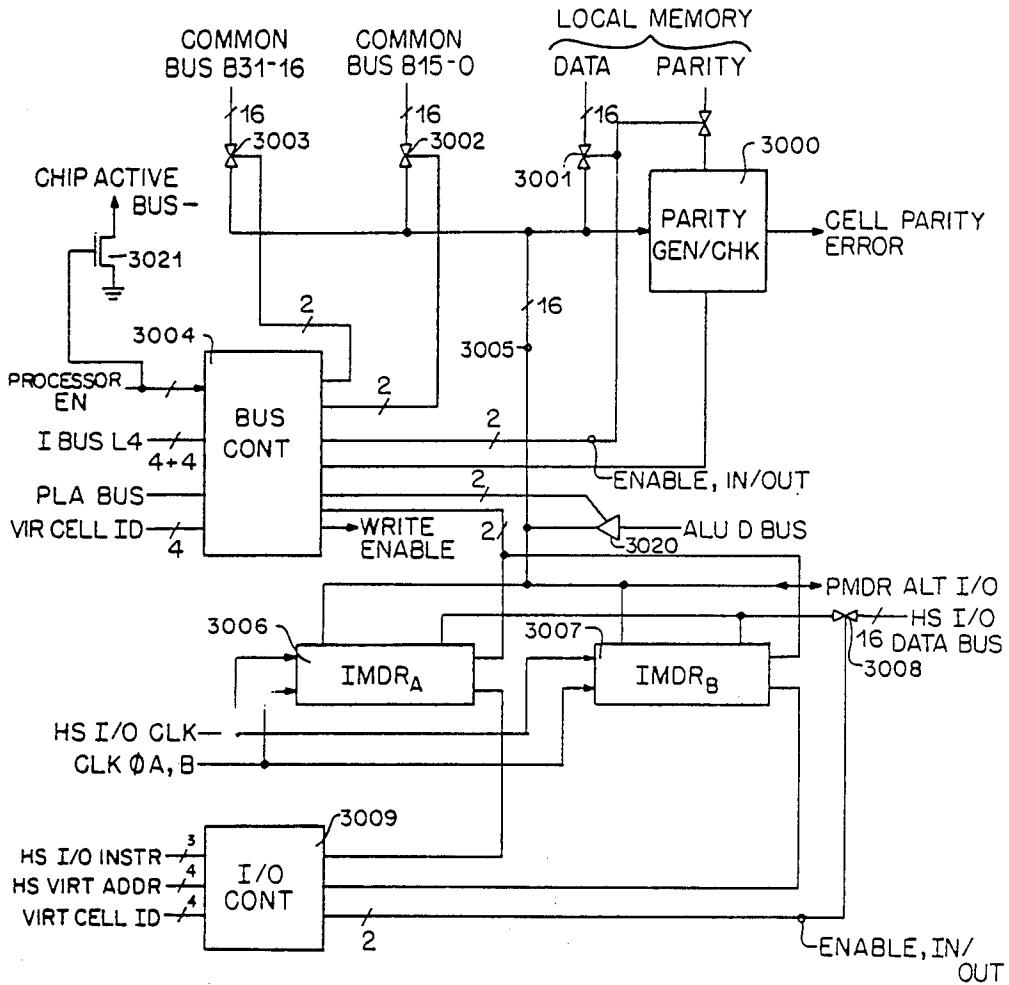 LOCAL MEMORY
COMMON
BUS B31-16
COMMON
BUS B15-0
DATA
PARITY
16
16
16
3003
3002
3001
3000
CHIP ACTIVE
BUS-
3021
PARITY
GEN/CHK
CELL PARITY
ERROR
2
16
3004
3005
PROCESSOR
EN
BUS
CONT
2
I BUS L4
4+4
2
ENABLE, IN/OUT
PLA BUS
2
VIR CELL ID
4
WRITE
ENABLE
2
3020
ALU D BUS
PMDR ALT I/O
3006
3007
HS I/O
DATA BUS
16
3008
IMDRA
IMDRB
HS I/O CLK
CLK ØA, B
3009
HS I/O INSTR
3
HS VIRT ADDR
4
VIRT CELL ID
4
I/O
CONT
2
ENABLE, IN/
OUT